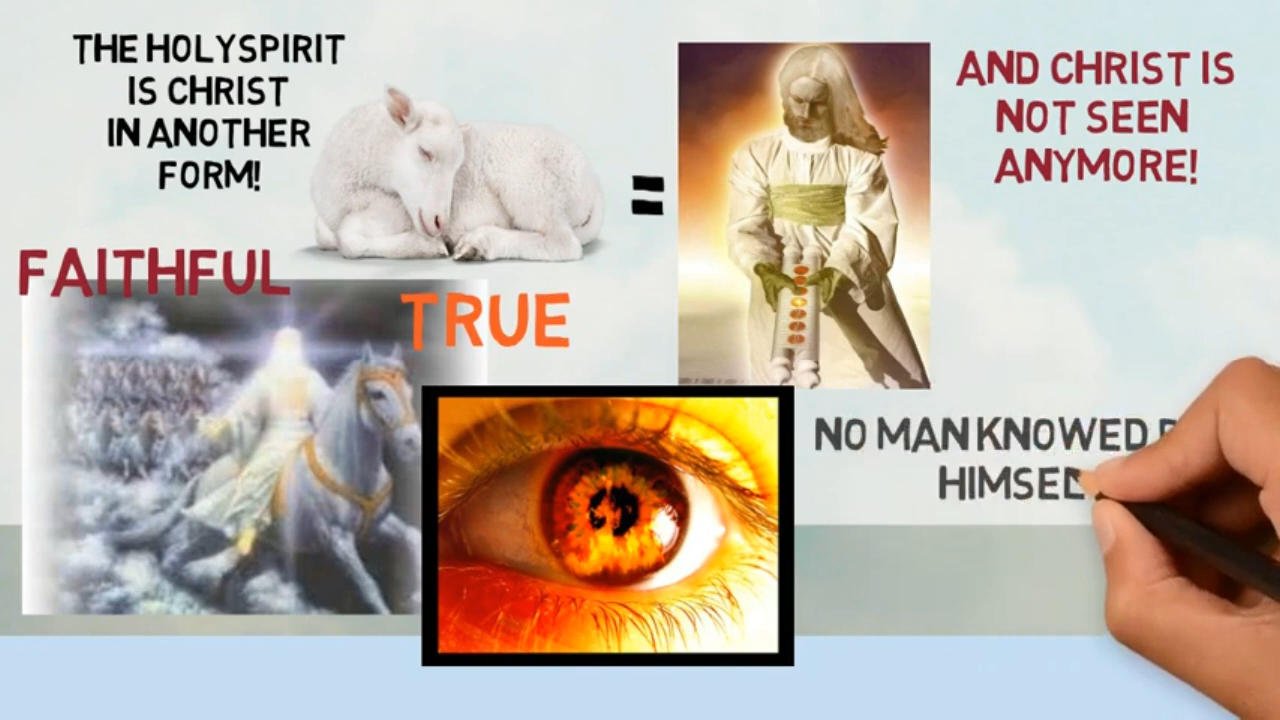 THE HOLYSPIRIT
IS CHRIST
IN ANOTHER
FORM!
=
AND CHRIST IS
NOT SEEN
ANYMORE!
FAITHFUL
TRUE
NO MAN KNOWED